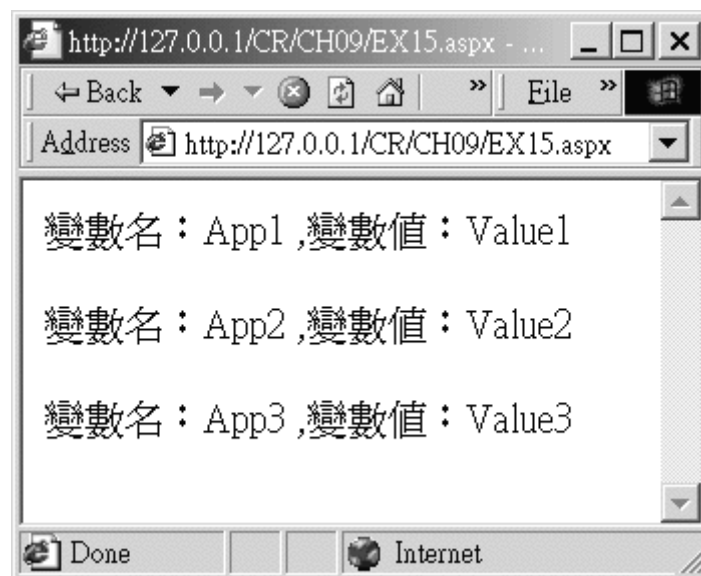 http://127.0.0.1/CR/CH09/EX15.aspx - ...
Back » File »
Address http://127.0.0.1/CR/CH09/EX15.aspx
變數名：App1 ,變數值：Value1
變數名：App2 ,變數值：Value2
變數名：App3 ,變數值：Value3
Done Internet